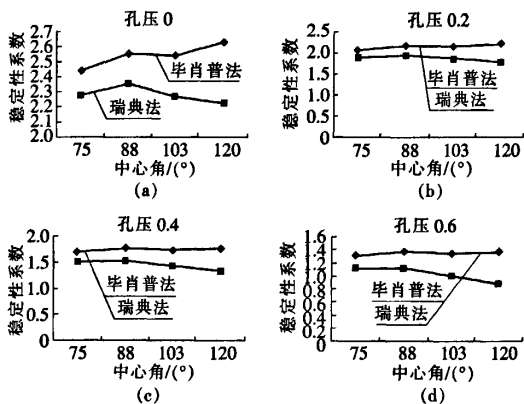 孔压 0
稳定性系数
2.7
2.6
2.5
2.4
2.3
2.2
2.1
2.0
毕肖普法
瑞典法
75 88 103 120
中心角/(°)
(a)
孔压 0.2
稳定性系数
2.5
2.0
1.5
1.0
0.5
0
毕肖普法
瑞典法
75 88 103 120
中心角/(°)
(b)
孔压 0.4
稳定性系数
2.0
1.5
1.0
0.5
0
毕肖普法
瑞典法
75 88 103 120
中心角/(°)
(c)
孔压 0.6
稳定性系数
1.6
1.4
1.2
1.0
0.8
0.6
0.4
0.2
0
毕肖普法
瑞典法
75 88 103 120
中心角/(°)
(d)